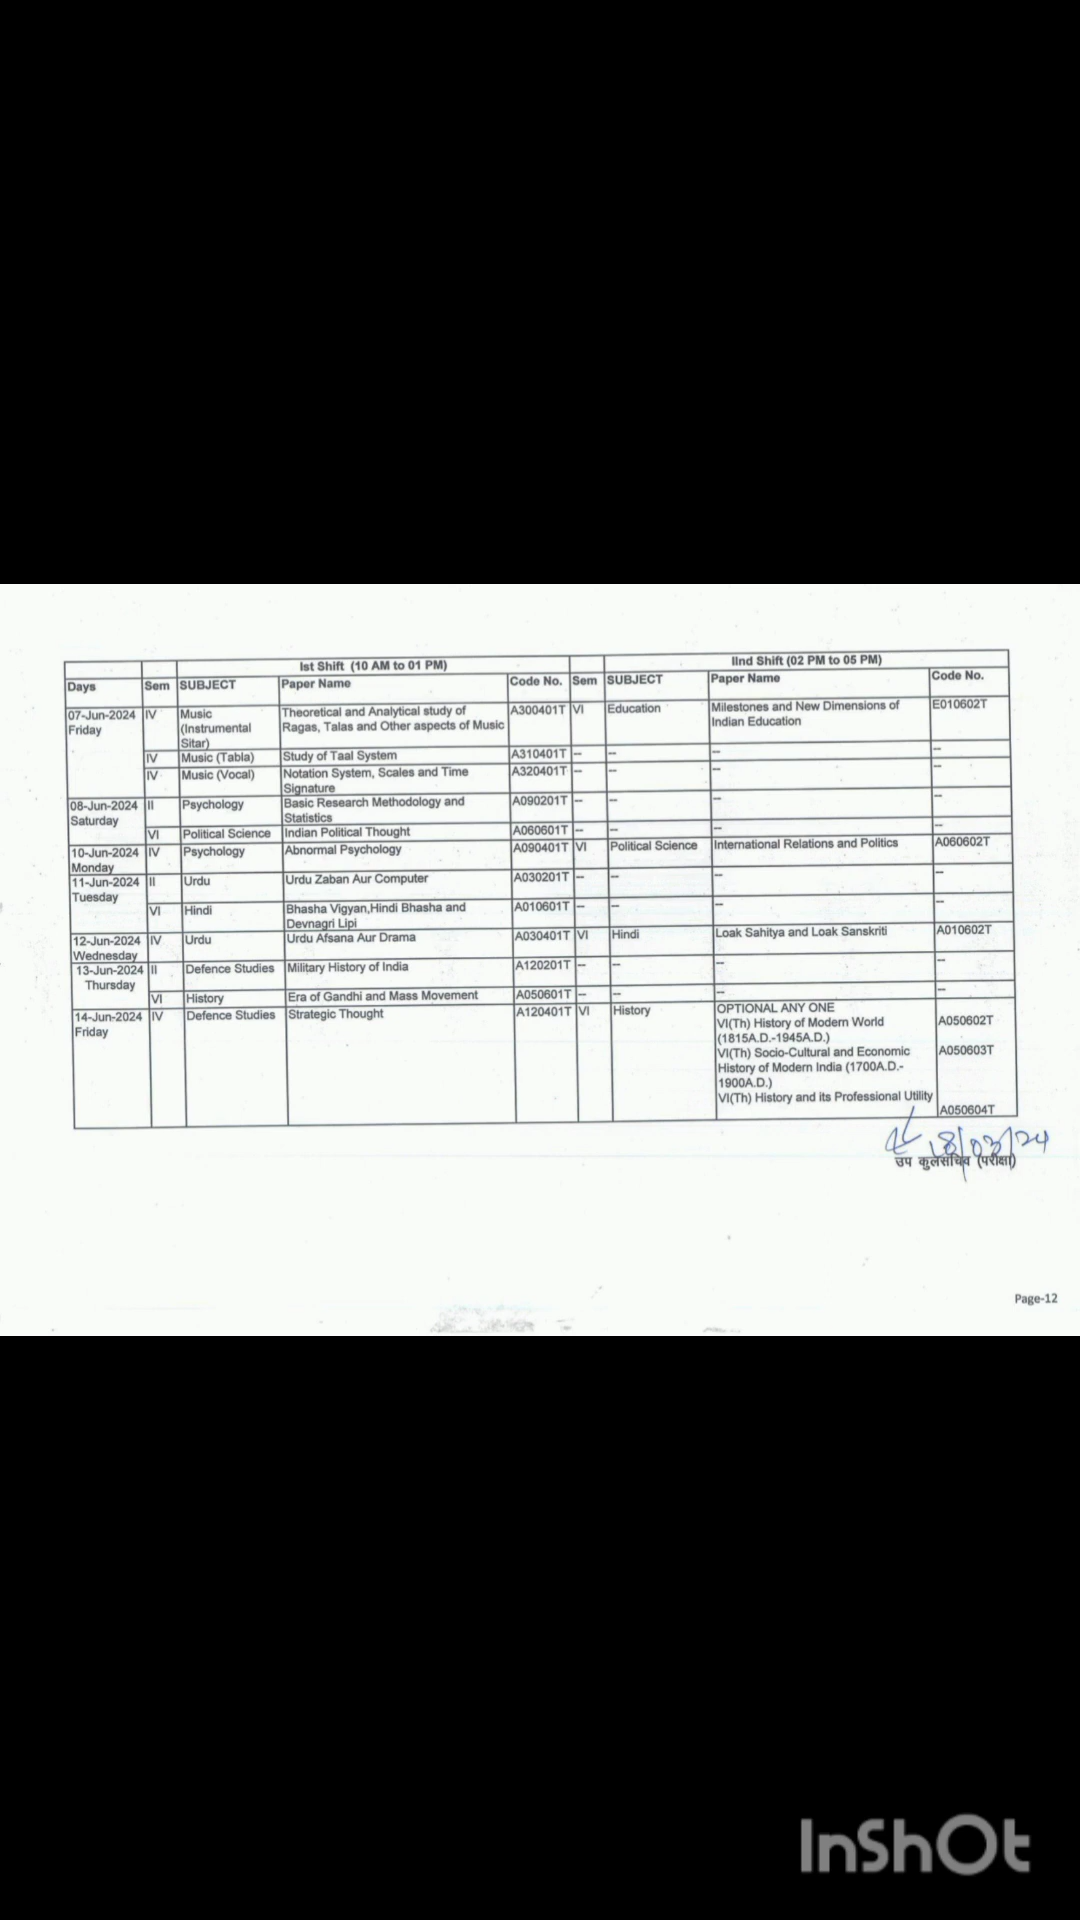 Ist Shift (10 AM to 01 PM) IInd Shift (02 PM to 05 PM)
Days Sem SUBJECT Paper Name Code No. Sem SUBJECT Paper Name Code No.
07-Jun-2024 IV Music Theoretical and Analytical study of A300401T VI Education Milestones and New Dimensions of E010602T
Friday (Instrumental Ragas, Talas and Other aspects of Music Indian Education
Sitar)
IV Music (Tabla) Study of Taal System A310401T -- -- -- --
IV Music (Vocal) Notation System, Scales and Time A320401T -- -- -- --
Signature
08-Jun-2024 II Psychology Basic Research Methodology and A090201T -- -- -- --
Saturday Statistics
VI Political Science Indian Political Thought A060601T -- -- -- --
10-Jun-2024 IV Psychology Abnormal Psychology A090401T VI Political Science International Relations and Politics A060602T
Monday
11-Jun-2024 II Urdu Urdu Zaban Aur Computer A030201T -- -- -- --
Tuesday
VI Hindi Bhasha Vigyan,Hindi Bhasha and A010601T -- -- -- --
Devnagri Lipi
12-Jun-2024 IV Urdu Urdu Afsana Aur Drama A030401T VI Hindi Loak Sahitya and Loak Sanskriti A010602T
Wednesday
13-Jun-2024 II Defence Studies Military History of India A120201T -- -- -- --
Thursday
VI History Era of Gandhi and Mass Movement A050601T -- -- -- --
14-Jun-2024 IV Defence Studies Strategic Thought A120401T VI History OPTIONAL ANY ONE
Friday VI(Th) History of Modern World A050602T
(1815A.D.-1945A.D.)
VI(Th) Socio-Cultural and Economic A050603T
History of Modern India (1700A.D.-
1900A.D.)
VI(Th) History and its Professional Utility
A050604T
18/03/24
उप कुलसचिव (परीक्षा)
Page-12
InShOt